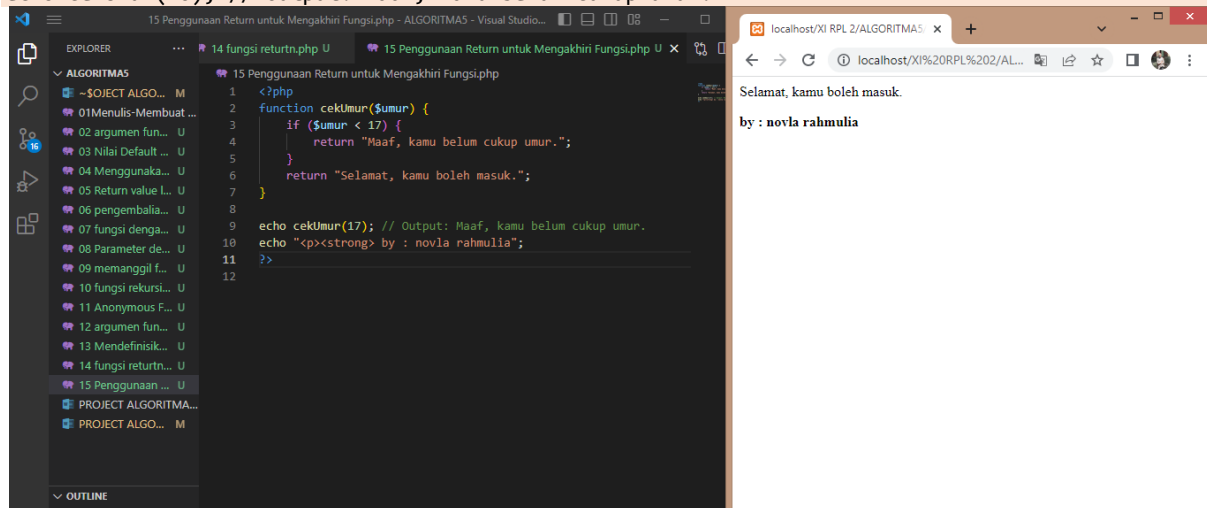 15 Penggunaan Return untuk Mengakhiri Fungsi.php - ALGORITMA5 - Visual Studio...
EXPLORER
14 fungsi returtn.php U
15 Penggunaan Return untuk Mengakhiri Fungsi.php U
ALGORITMA5
~$OJECT ALGO... M
01Menulis-Membuat ...
02 argumen fun... U
03 Nilai Default ... U
04 Menggunaka... U
05 Return value l... U
06 pengembalia... U
07 fungsi denga... U
08 Parameter de... U
09 memanggil f... U
10 fungsi rekursi... U
11 Anonymous F... U
12 argumen fun... U
13 Mendefinisik... U
14 fungsi returtn... U
15 Penggunaan ... U
PROJECT ALGORITMA...
PROJECT ALGO... M
OUTLINE
16
15 Penggunaan Return untuk Mengakhiri Fungsi.php
1 <?php
2 function cekUmur($umur) {
3 if ($umur < 17) {
4 return "Maaf, kamu belum cukup umur.";
5 }
6 return "Selamat, kamu boleh masuk.";
7 }
8
9 echo cekUmur(17); // Output: Maaf, kamu belum cukup umur.
10 echo "<p><strong> by : novla rahmulia";
11 ?>
12
localhost/XI RPL 2/ALGORITMA5
localhost/XI%20RPL%202/AL...
Selamat, kamu boleh masuk.
by : novla rahmulia